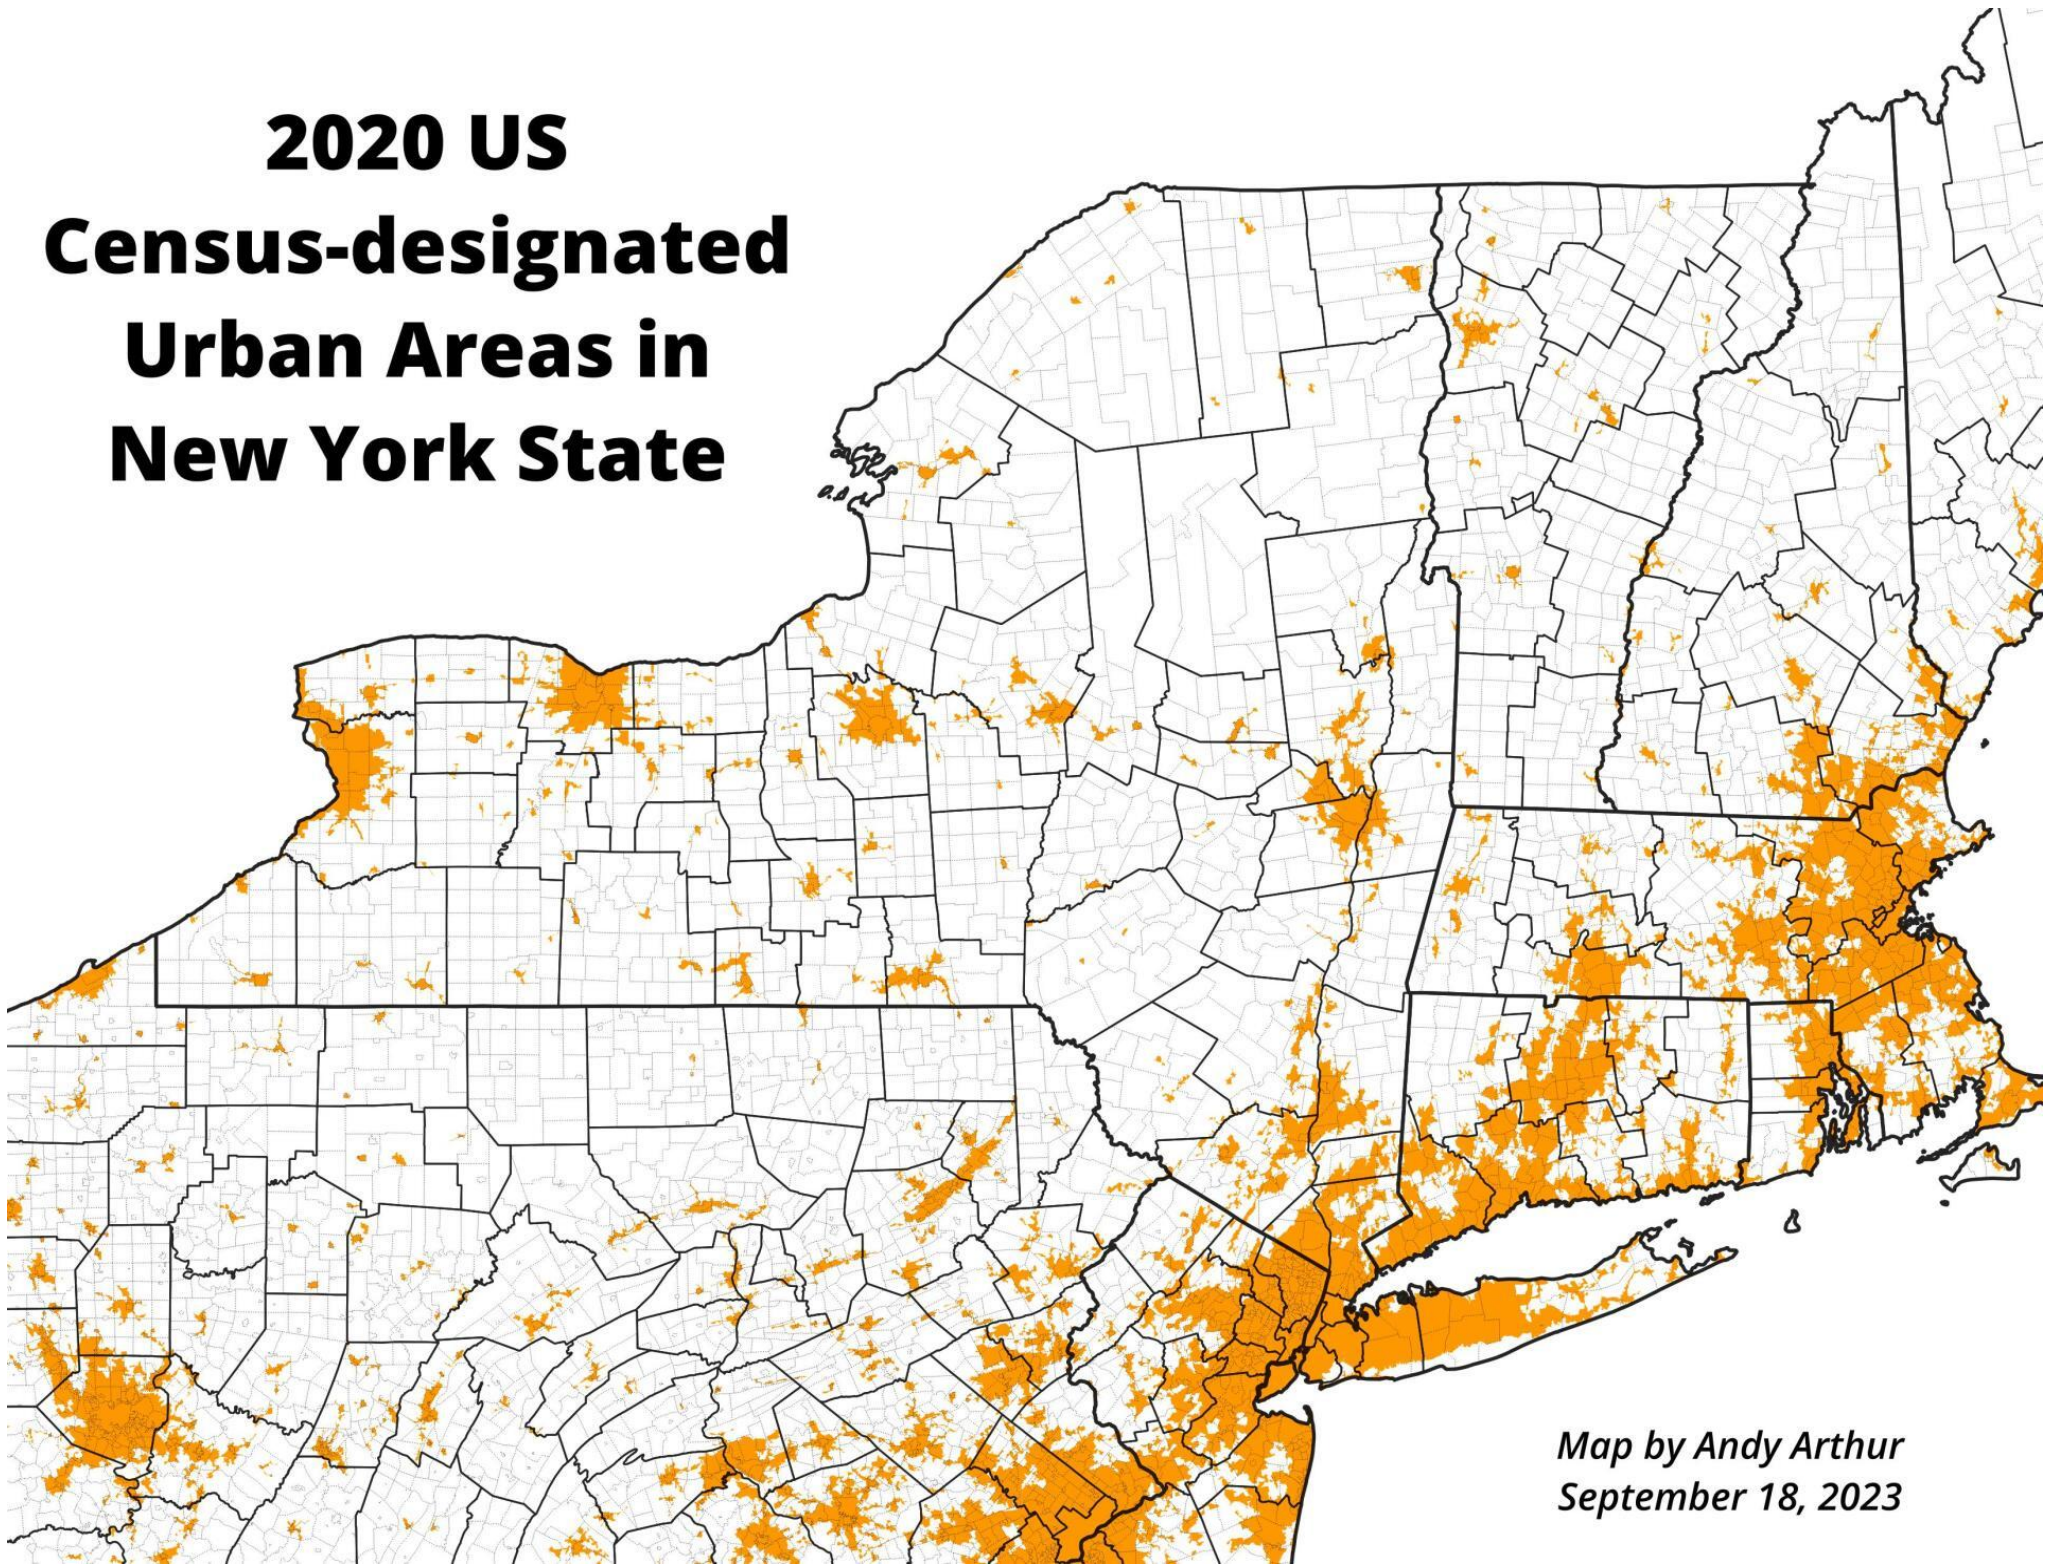 2020 US
Census-designated
Urban Areas in
New York State
Map by Andy Arthur
September 18, 2023